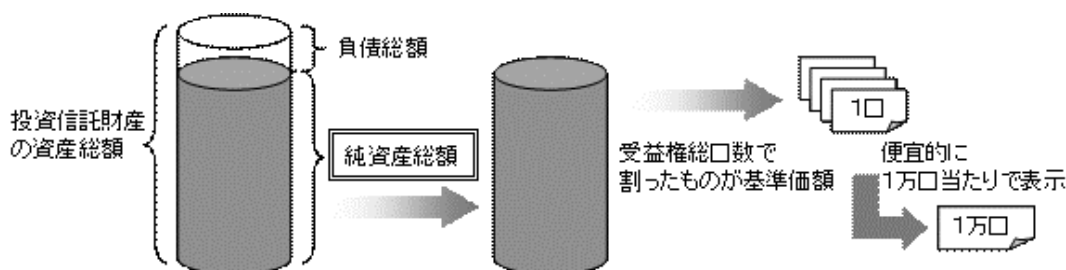 負債総額
投資信託財産
の資産総額
純資産総額
受益権総口数で
割ったものが基準価額
1口
便宜的に
1万口当たりで表示
1万口